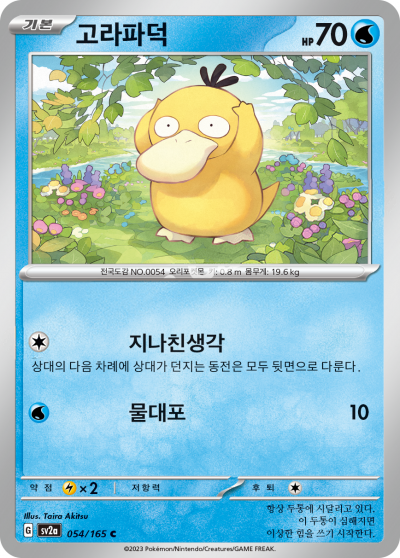 기본 고라파덕 HP 70
전국도감 NO.0054 오리포켓몬 키: 0.8 m 몸무게: 19.6 kg
지나친생각
상대의 다음 차례에 상대가 던지는 동전은 모두 뒷면으로 다룬다.
물대포 10
약점 ×2 저항력 후퇴
Illus. Taira Akitsu
G sv2a 054/165 C
항상 두통에 시달리고 있다.
이 두통이 심해지면
이상한 힘을 쓰기 시작한다.
©2023 Pokémon/Nintendo/Creatures/GAME FREAK.